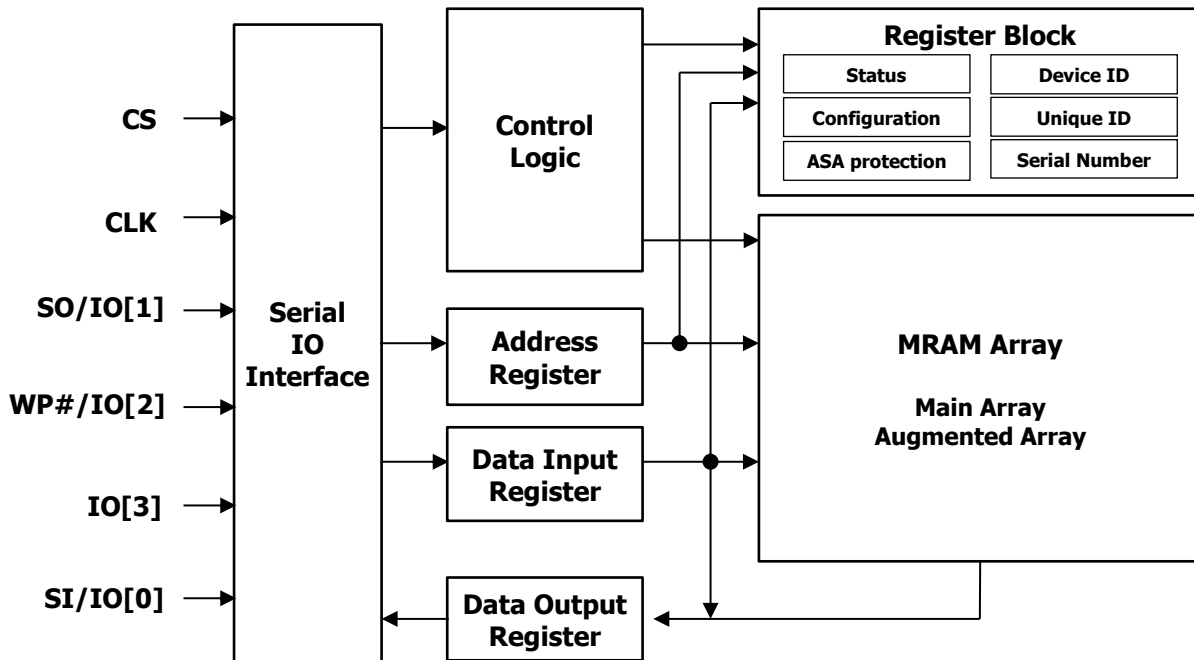 CS
CLK
SO/IO[1]
WP#/IO[2]
IO[3]
SI/IO[0]
Serial
IO
Interface
Control
Logic
Address
Register
Data Input
Register
Data Output
Register
Register Block
Status
Device ID
Configuration
Unique ID
ASA protection
Serial Number
MRAM Array
Main Array
Augmented Array